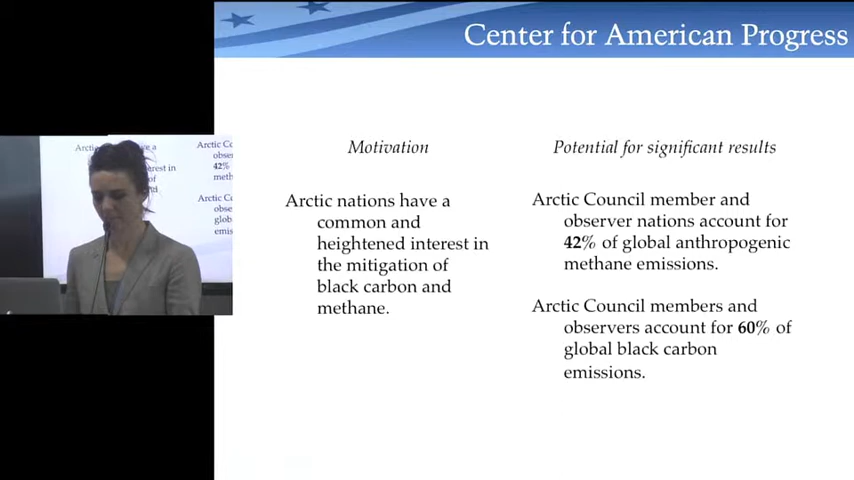 Center for American Progress
Motivation
Arctic nations have a
common and
heightened interest in
the mitigation of
black carbon and
methane.
Potential for significant results
Arctic Council member and
observer nations account for
42% of global anthropogenic
methane emissions.
Arctic Council members and
observers account for 60% of
global black carbon
emissions.